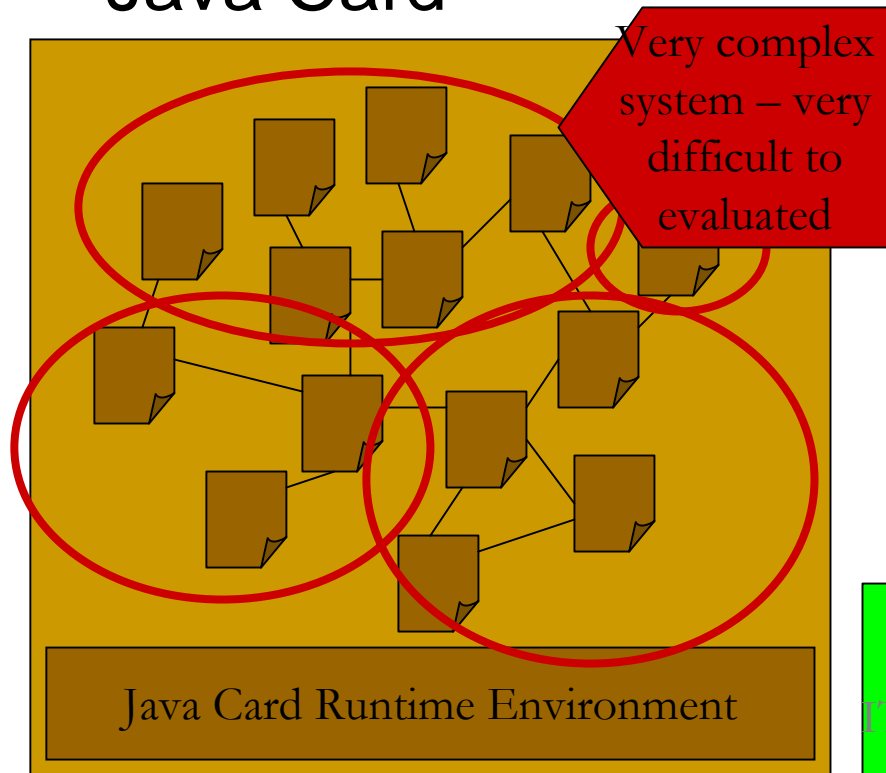 Java Card
Very complex
system – very
difficult to
evaluated
Java Card Runtime Environment